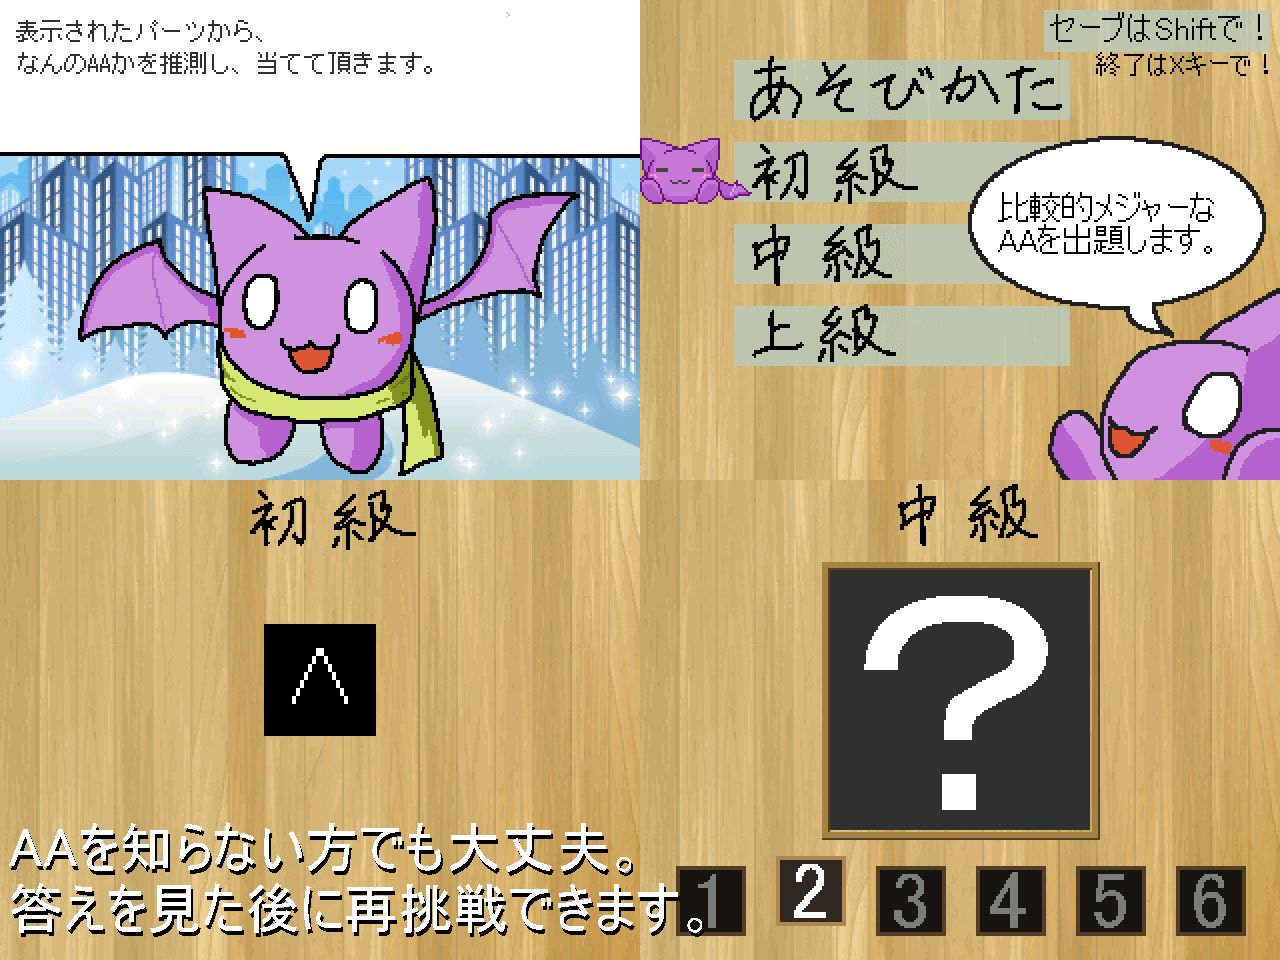 表示されたパーツから、
なんのAAかを推測し、当てて頂きます。
セーブはShiftで！
終了はXキーで！
あそびかた
初級
中級
上級
比較的メジャーな
AAを出題します。
初級
∧
AAを知らない方でも大丈夫。
答えを見た後に再挑戦できます。
中級
?
1 2 3 4 5 6